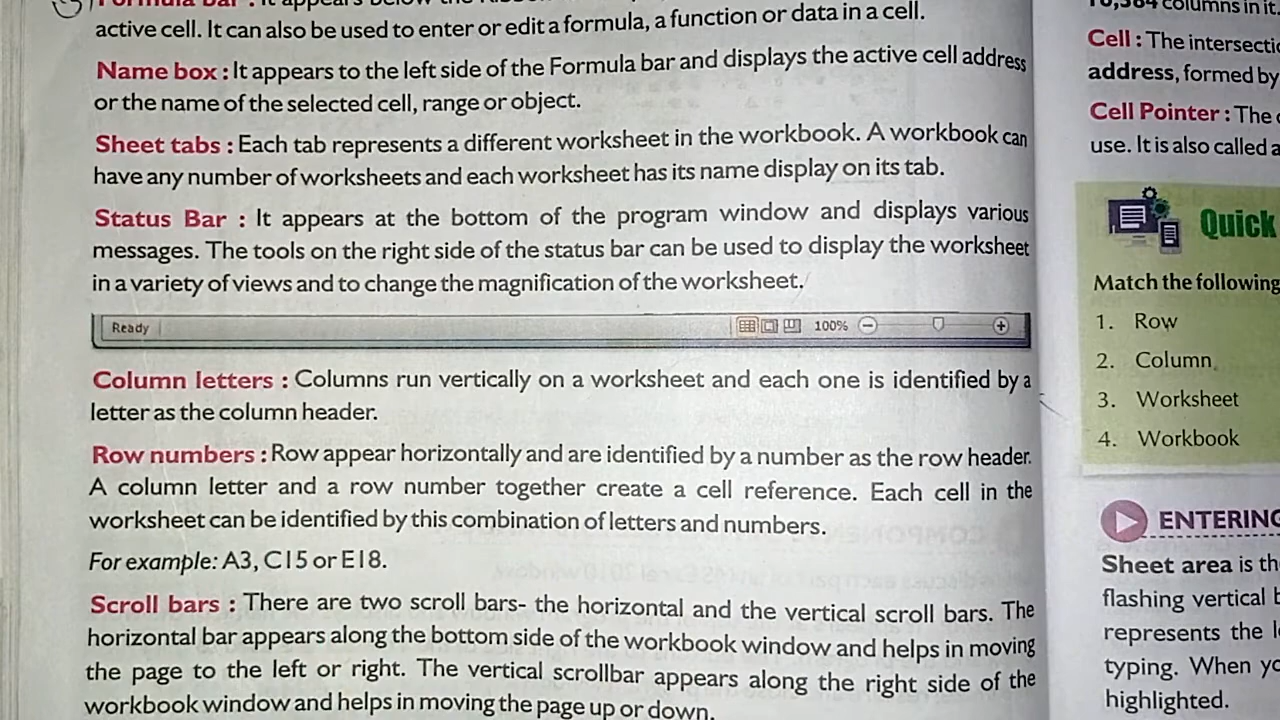 Formula Bar : It appears below the
active cell. It can also be used to enter or edit a formula, a function or data in a cell.
Name box : It appears to the left side of the Formula bar and displays the active cell address
or the name of the selected cell, range or object.
Sheet tabs : Each tab represents a different worksheet in the workbook. A workbook can
have any number of worksheets and each worksheet has its name display on its tab.
Status Bar : It appears at the bottom of the program window and displays various
messages. The tools on the right side of the status bar can be used to display the worksheet
in a variety of views and to change the magnification of the worksheet.
Ready 100%
Column letters : Columns run vertically on a worksheet and each one is identified by a
letter as the column header.
Row numbers : Row appear horizontally and are identified by a number as the row header.
A column letter and a row number together create a cell reference. Each cell in the
worksheet can be identified by this combination of letters and numbers.
For example: A3, C15 or E18.
Scroll bars : There are two scroll bars- the horizontal and the vertical scroll bars. The
horizontal bar appears along the bottom side of the workbook window and helps in moving
the page to the left or right. The vertical scrollbar appears along the right side of the
workbook window and helps in moving the page up or down.
16,384 columns in it.
Cell : The
address, formed by
Cell Pointer : The
use. It is also called a
Quick
Match the following
1. Row
2. Column
3. Worksheet
4. Workbook
ENTERING
Sheet area is
flashing vertical
represents the
typing. When
highlighted.